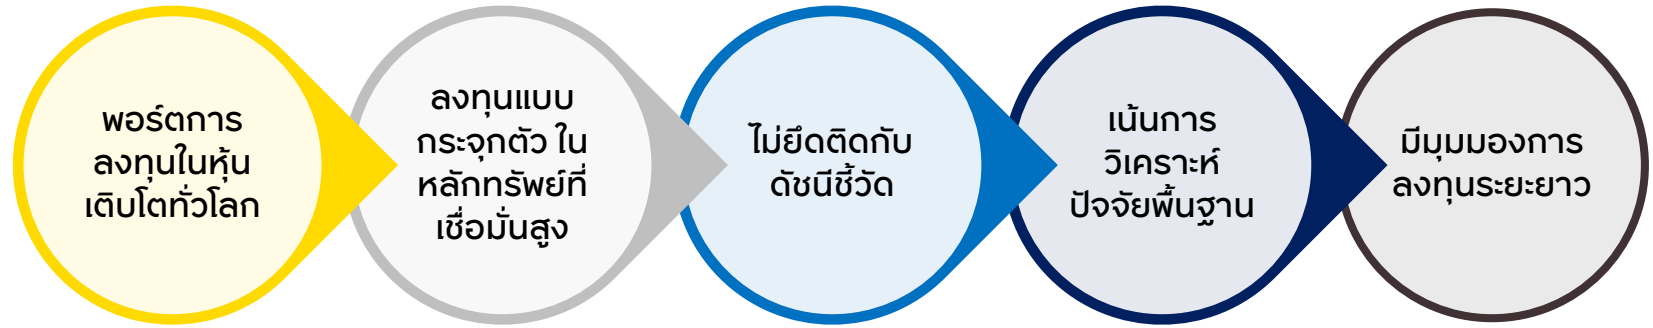 พอร์ตการ
ลงทุนในหุ้น
เติบโตทั่วโลก
ลงทุนแบบ
กระจุกตัว ใน
หลักทรัพย์ที่
เชื่อมั่นสูง
ไม่ยึดติดกับ
ดัชนีชี้วัด
เน้นการ
วิเคราะห์
ปัจจัยพื้นฐาน
มีมุมมองการ
ลงทุนระยะยาว